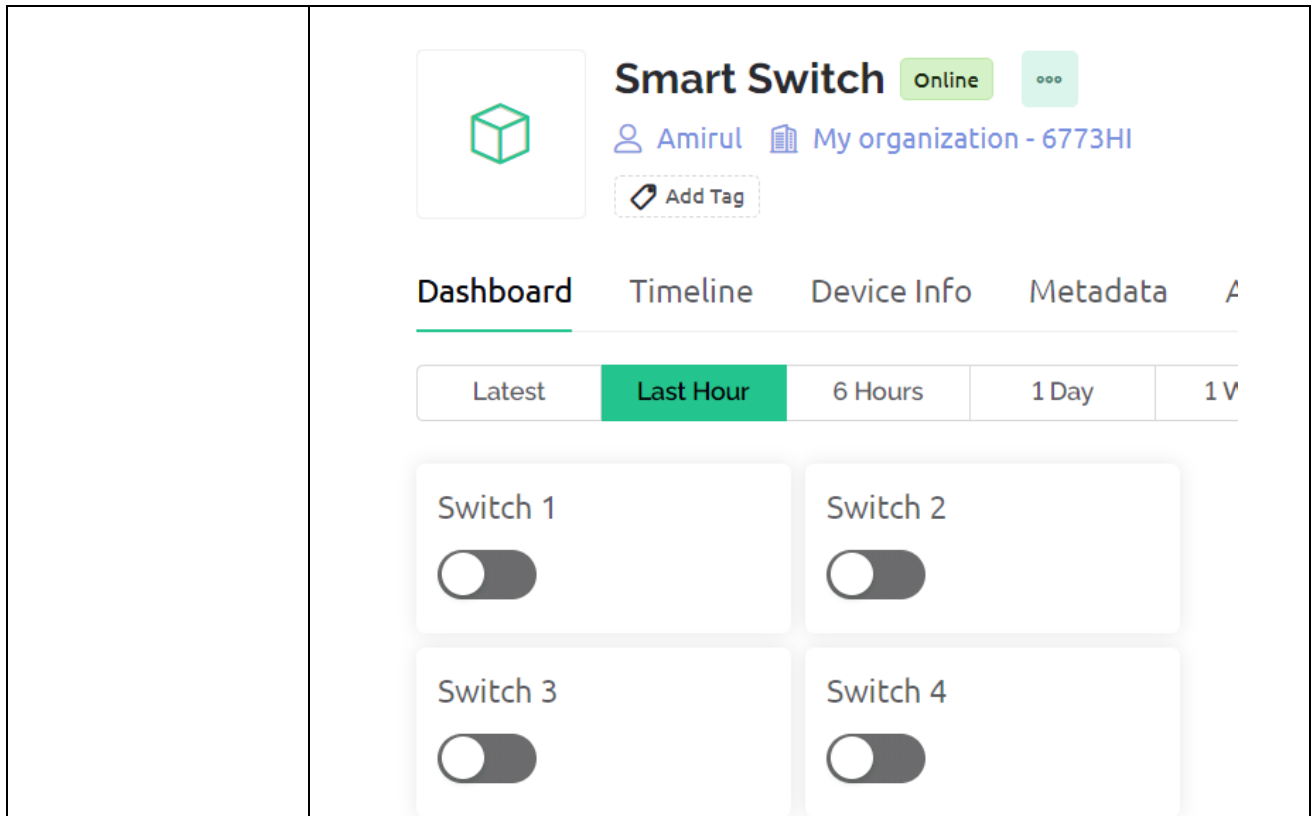 Smart Switch Online
Amirul My organization - 6773HI
Add Tag
Dashboard Timeline Device Info Metadata
Latest Last Hour 6 Hours 1 Day 1
Switch 1 Switch 2
Switch 3 Switch 4